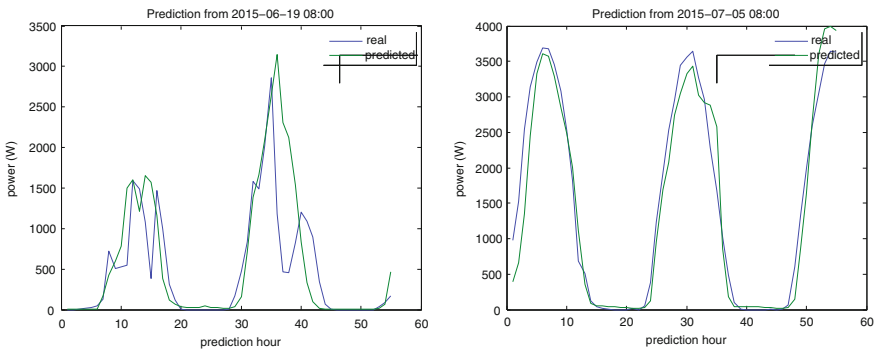 Prediction from 2015−06−19 08:00
3500
3000
2500
2000
1500
1000
500
0
0 10 20 30 40 50 60
power (W)
prediction hour
real
predicted
Prediction from 2015−07−05 08:00
4000
3500
3000
2500
2000
1500
1000
500
0
0 10 20 30 40 50 60
power (W)
prediction hour
real
predicted